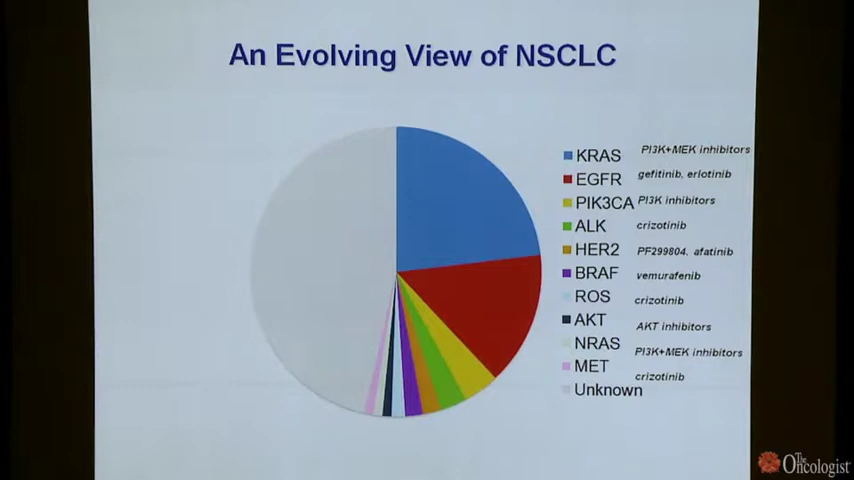 An Evolving View of NSCLC
KRAS PI3K+MEK inhibitors
EGFR gefitinib, erlotinib
PIK3CA PI3K inhibitors
ALK crizotinib
HER2 PF299804, afatinib
BRAF vemurafenib
ROS crizotinib
AKT AKT inhibitors
NRAS PI3K+MEK inhibitors
MET crizotinib
Unknown
The Oncologist